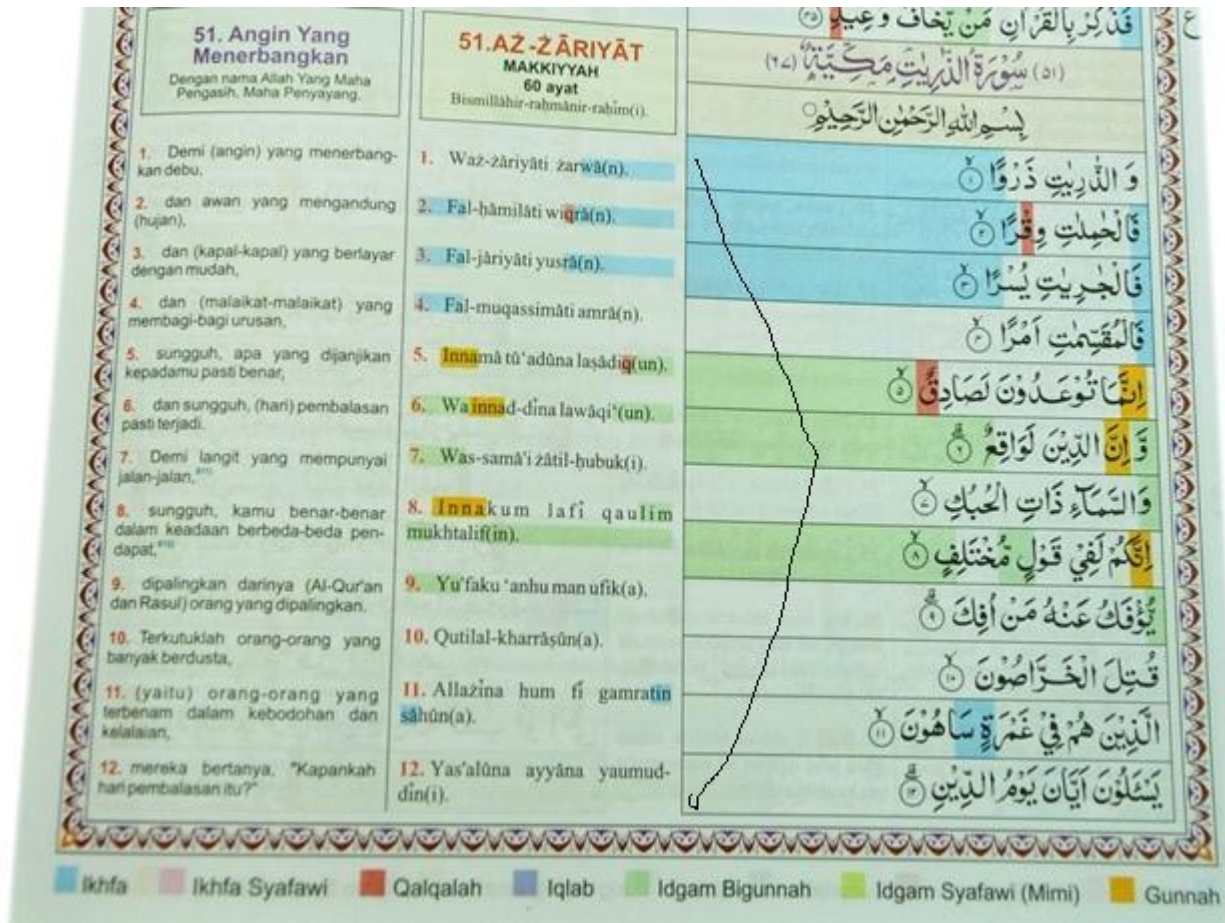 51. Angin Yang
Menerbangkan
Dengan nama Allah Yang Maha
Pengasih, Maha Penyayang.
1. Demi (angin) yang menerbang-
kan debu,
2. dan awan yang mengandung
(hujan),
3. dan (kapal-kapal) yang berlayar
dengan mudah,
4. dan (malaikat-malaikat) yang
membagi-bagi urusan,
5. sungguh, apa yang dijanjikan
kepadamu pasti benar,
6. dan sungguh, (hari) pembalasan
pasti terjadi.
7. Demi langit yang mempunyai
jalan-jalan,
8. sungguh, kamu benar-benar
dalam keadaan berbeda-beda pen-
dapat,
9. dipalingkan darinya (Al-Qur'an
dan Rasul) orang yang dipalingkan.
10. Terkutuklah orang-orang yang
banyak berdusta,
11. (yaitu) orang-orang yang
terbenam dalam kebodohan dan
kelalaian,
12. mereka bertanya, "Kapankah
hari pembalasan itu?"
51.AŻ-ŻĀRIYĀT
MAKKIYYAH
60 ayat
Bismillāhir-raḥmānir-raḥīm(i).
1. Waż-żāriyāti żarwā(n).
2. Fal-ḥāmilāti wiqrā(n).
3. Fal-jāriyāti yusrā(n).
4. Fal-muqassimāti amrā(n).
5. Innamā tū'adūna laṣādiq(un).
6. Wa innad-dīna lawāqi'(un).
7. Was-samā'i żātil-ḥubuk(i).
8. Innakum lafī qaulim
mukhtalif(in).
9. Yu'faku 'anhu man ufik(a).
10. Qutilal-kharrāṣūn(a).
11. Allażīna hum fī gamratin
sāhūn(a).
12. Yas'alūna ayyāna yaumud-
dīn(i).
فَذَكِّرْ بِالْقُرْاٰنِ مَنْ يَّخَافُ وَعِيْدِ
(٥١) سُوْرَةُ الذّٰرِيٰتِ مَكِّيَّةٌ (٦٧)
بِسْمِ اللّٰهِ الرَّحْمٰنِ الرَّحِيْمِ
وَ الذّٰرِيٰتِ ذَرْوًا ١
فَالْحٰمِلٰتِ وِقْرًا ٢
فَالْجٰرِيٰتِ يُسْرًا ٣
فَالْمُقَسِّمٰتِ اَمْرًا ٤
اِنَّمَا تُوْعَدُوْنَ لَصَادِقٌ ٥
وَّ اِنَّ الدِّيْنَ لَوَاقِعٌ ٦
وَالسَّمَآءِ ذَاتِ الْحُبُكِ ٧
اِنَّكُمْ لَفِيْ قَوْلٍ مُّخْتَلِفٍ ٨
يُّؤْفَكُ عَنْهُ مَنْ اُفِكَ ٩
قُتِلَ الْخَرَّاصُوْنَ ١٠
الَّذِيْنَ هُمْ فِيْ غَمْرَةٍ سَاهُوْنَ ١١
يَسْـَٔلُوْنَ اَيَّانَ يَوْمُ الدِّيْنِ ١٢
Ikhfa Ikhfa Syafawi Qalqalah Iqlab Idgam Bigunnah Idgam Syafawi (Mimi) Gunnah